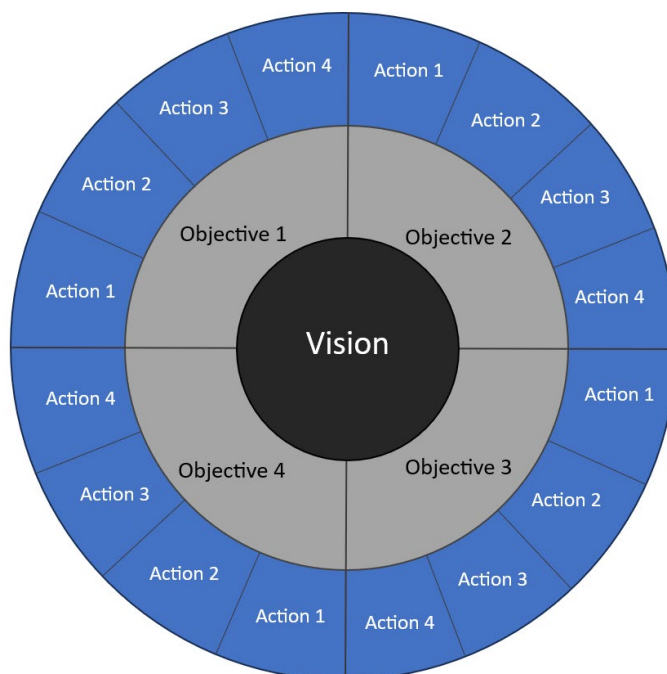 Action 4
Action 1
Action 3
Action 2
Action 2
Action 3
Objective 1
Objective 2
Action 1
Action 4
Vision
Action 4
Action 1
Objective 4
Objective 3
Action 3
Action 2
Action 2
Action 3
Action 1
Action 4